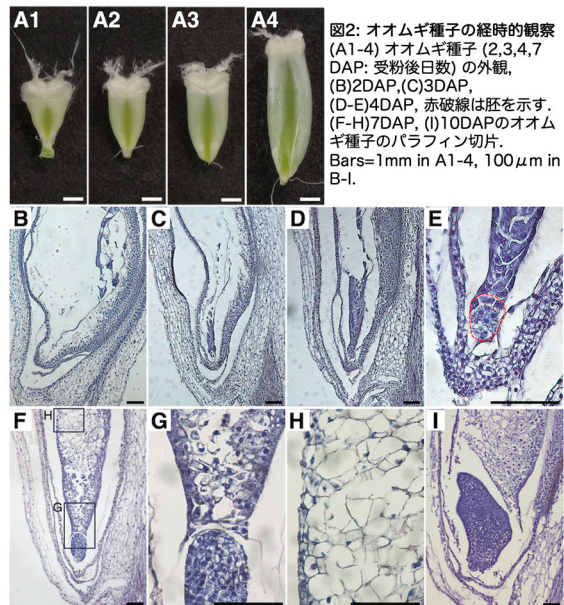 A1 A2 A3 A4
図2: オオムギ種子の経時的観察
(A1-4) オオムギ種子 (2,3,4,7
DAP: 受粉後日数) の外観,
(B)2DAP,(C)3DAP,
(D-E)4DAP, 赤破線は胚を示す.
(F-H)7DAP, (I)10DAPのオオム
ギ種子のパラフィン切片.
Bars=1mm in A1-4, 100μm in
B-I.
B C D E
F H G G H I